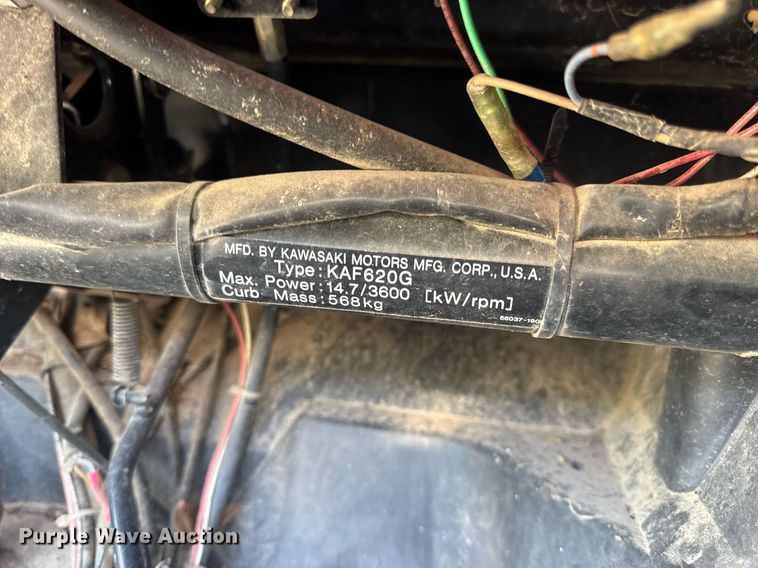 MFD. BY KAWASAKI MOTORS MFG. CORP., U.S.A.
Type : KAF620G
Max. Power : 14.7/3600 [kW/rpm]
Curb Mass : 568kg
Purple Wave Auction